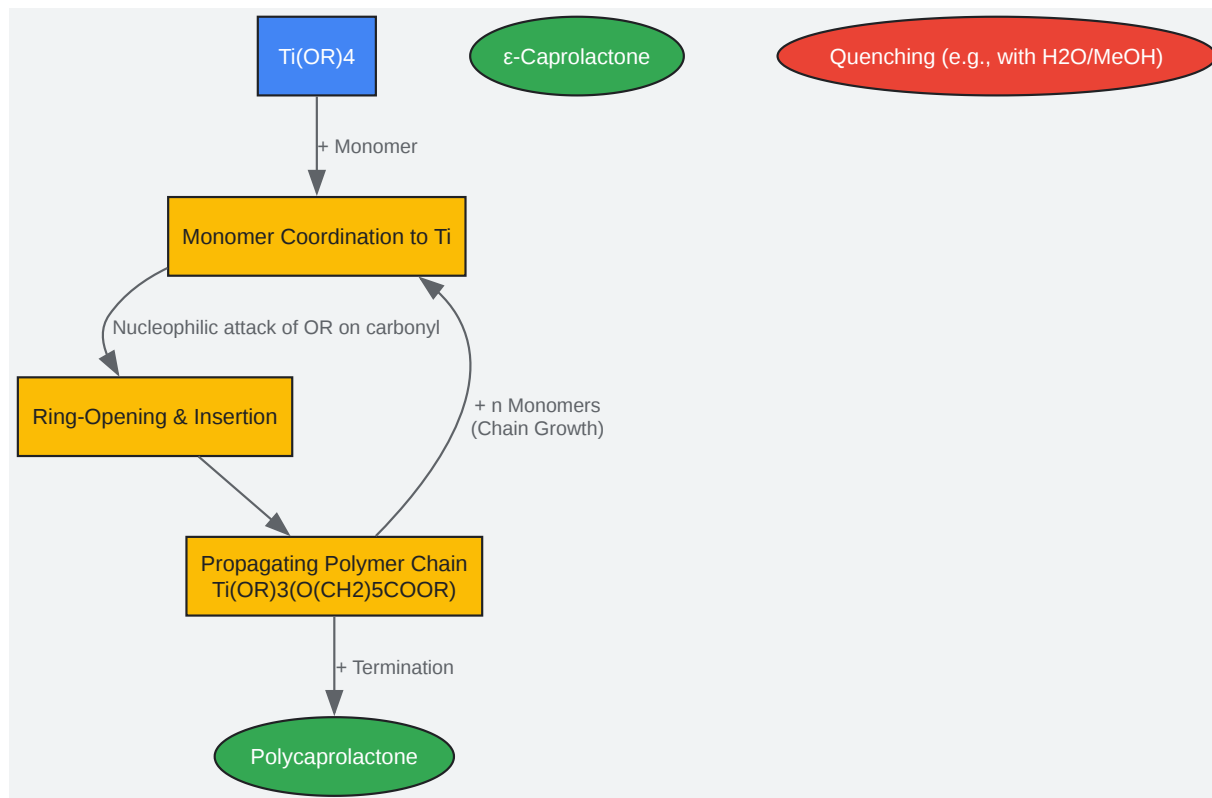 Ti(OR)4
ε-Caprolactone
Quenching (e.g., with H2O/MeOH)
+ Monomer
Monomer Coordination to Ti
Nucleophilic attack of OR on carbonyl
Ring-Opening & Insertion
+ n Monomers
(Chain Growth)
Propagating Polymer Chain
Ti(OR)3(O(CH2)5COOR)
+ Termination
Polycaprolactone